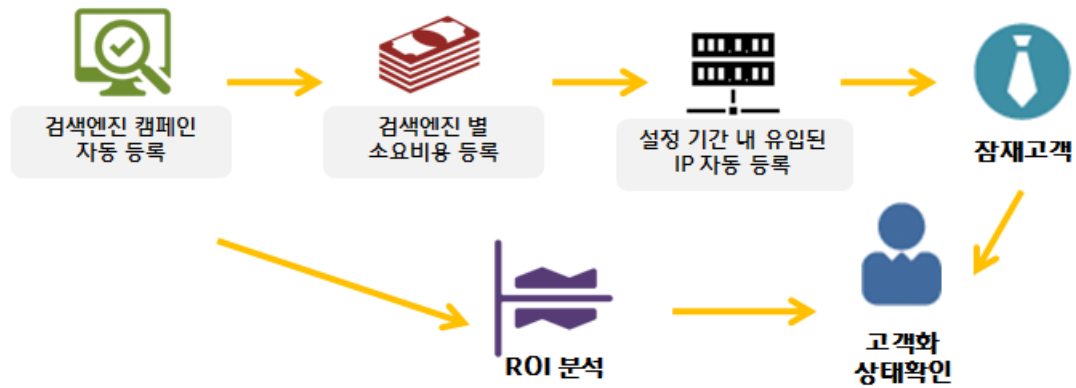 검색엔진 캠페인
자동 등록
검색엔진 별
소요비용 등록
설정 기간 내 유입된
IP 자동 등록
잠재고객
ROI 분석
고객화
상태확인